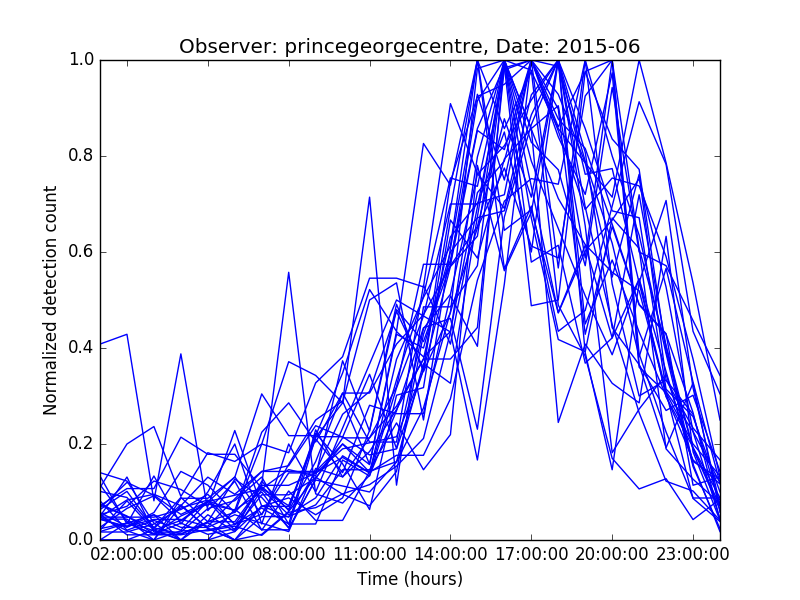 Observer: princegeorgecentre, Date: 2015-06
1.0
0.8
0.6
0.4
0.2
0.0
Normalized detection count
02:00:00 05:00:00 08:00:00 11:00:00 14:00:00 17:00:00 20:00:00 23:00:00
Time (hours)